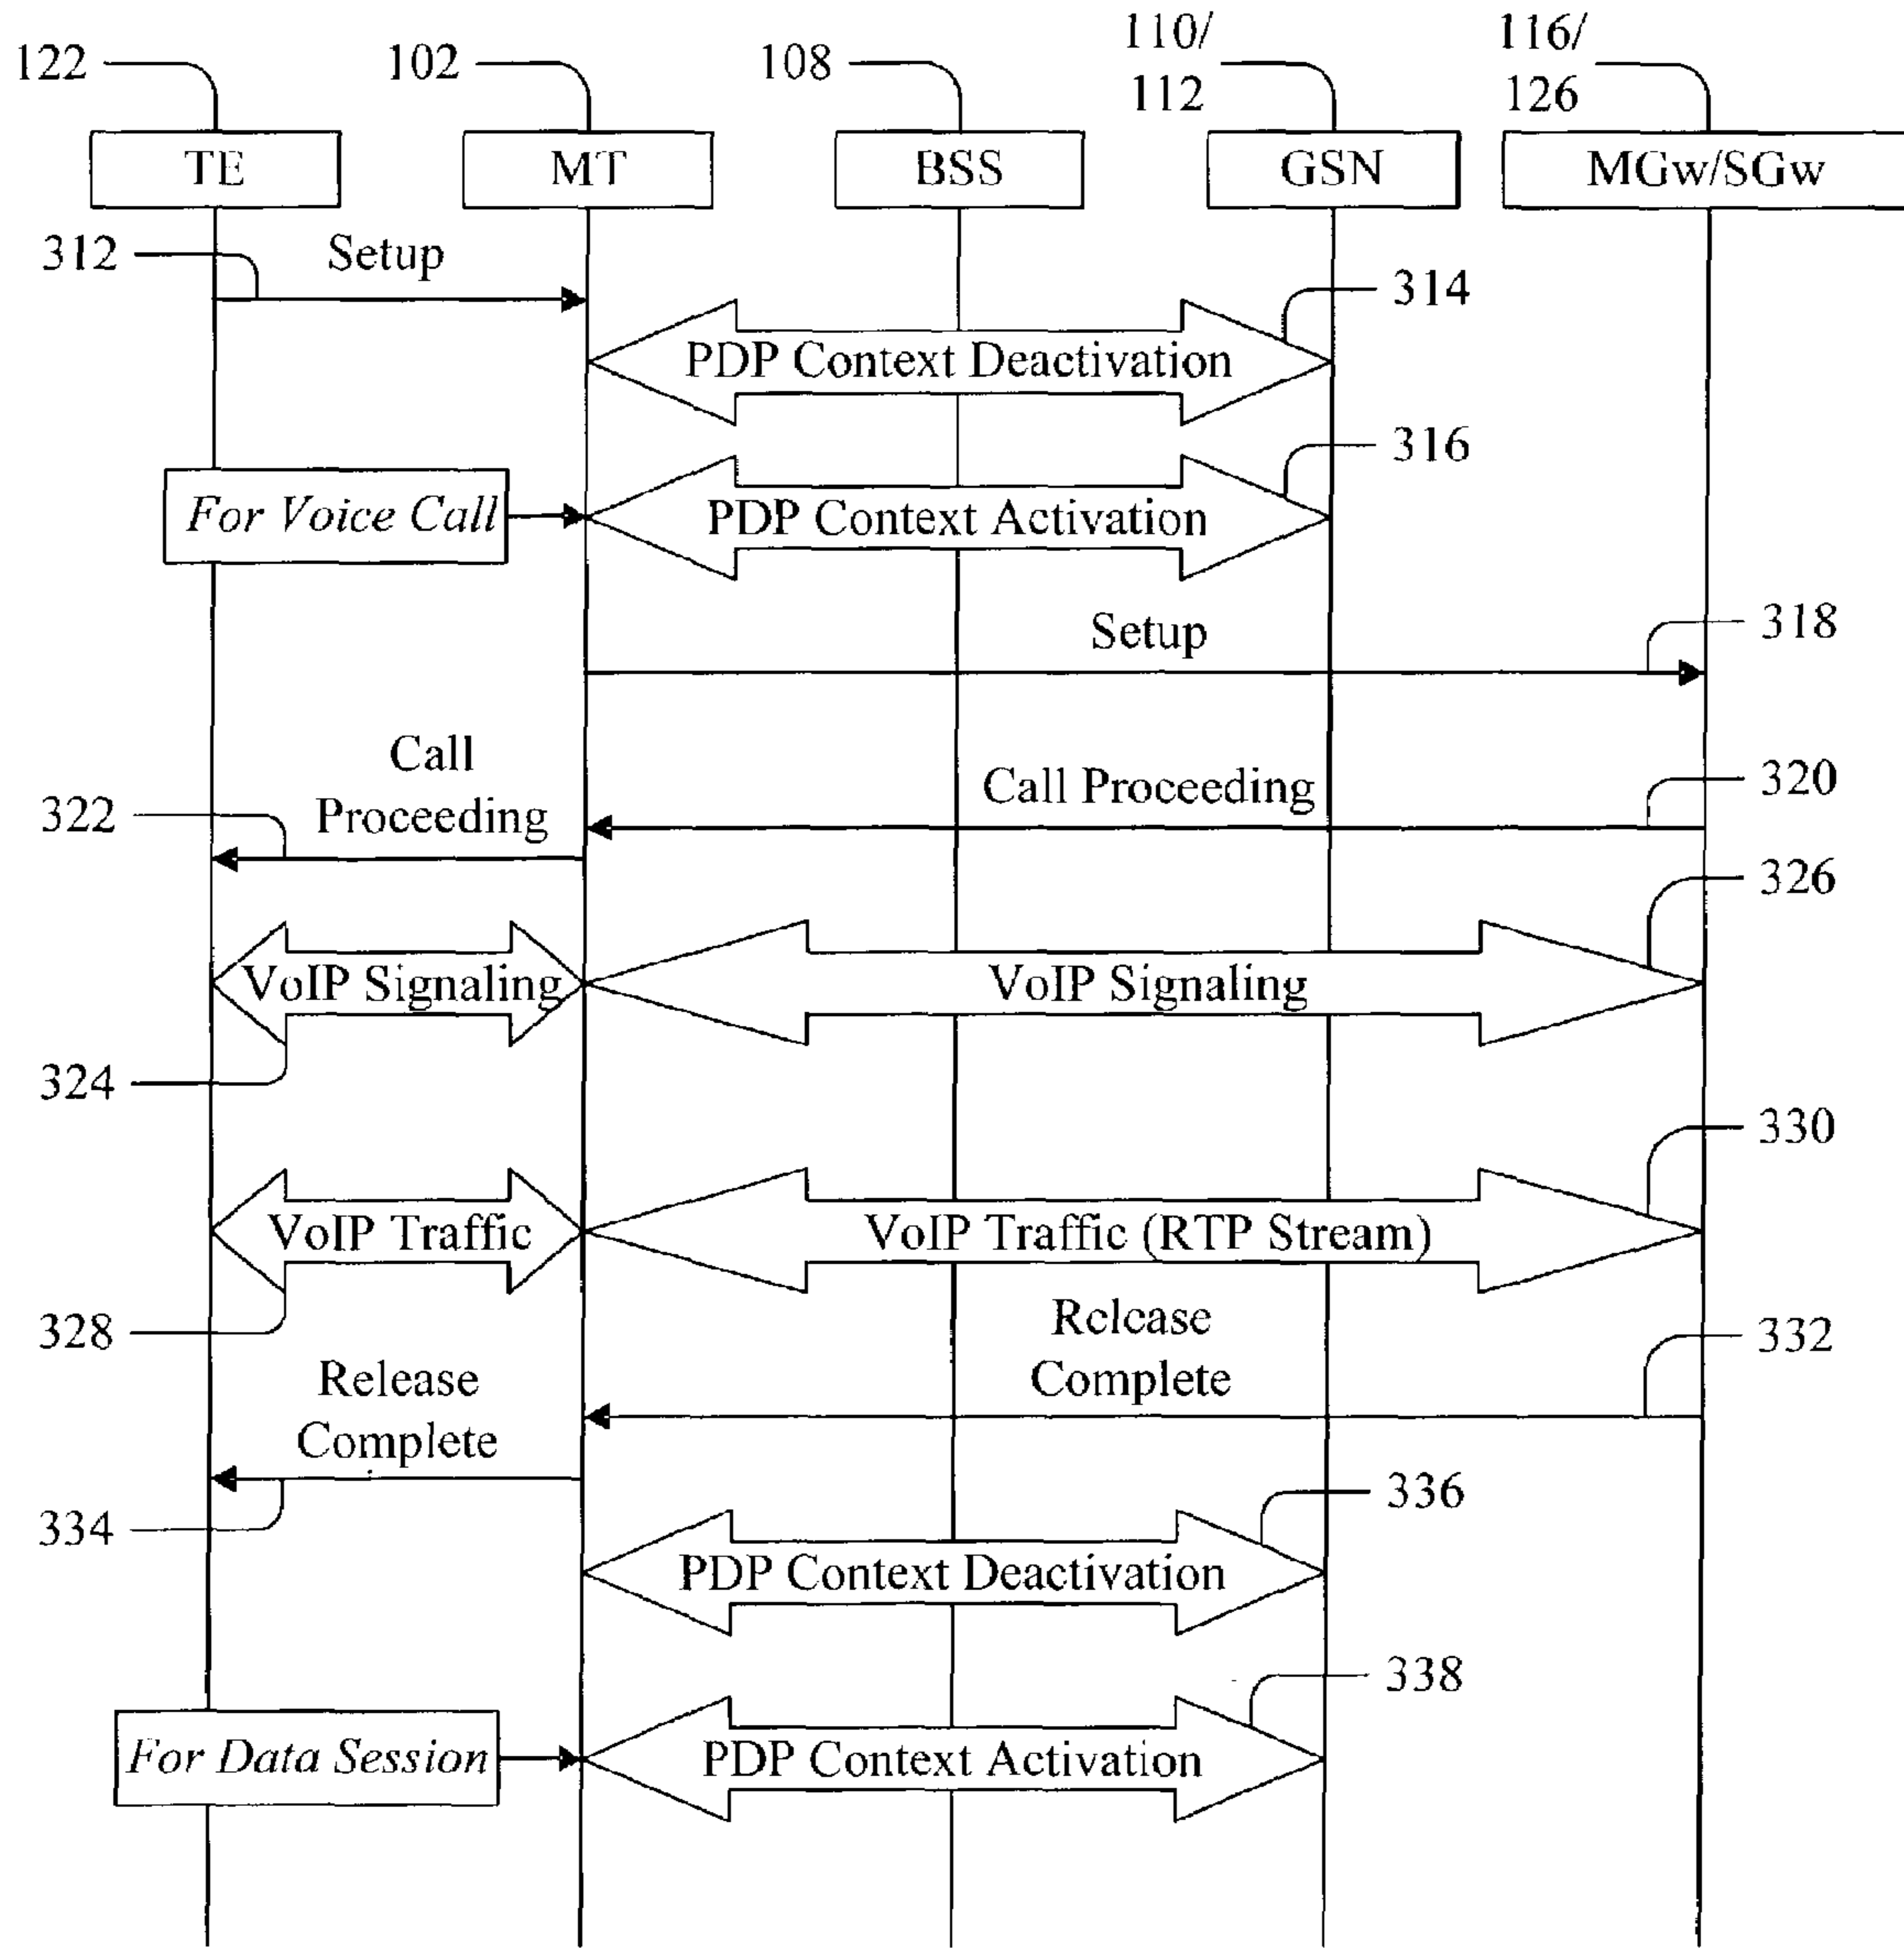 122
102
108
110/
112
116/
126
TE
MT
BSS
GSN
MGw/SGw
312
Setup
314
PDP Context Deactivation
316
For Voice Call
PDP Context Activation
Setup
318
Call
Proceeding
322
Call Proceeding
320
326
VoIP Signaling
VoIP Signaling
324
330
VoIP Traffic
VoIP Traffic (RTP Stream)
328
Release
Complete
332
Release
Complete
334
336
PDP Context Deactivation
338
For Data Session
PDP Context Activation